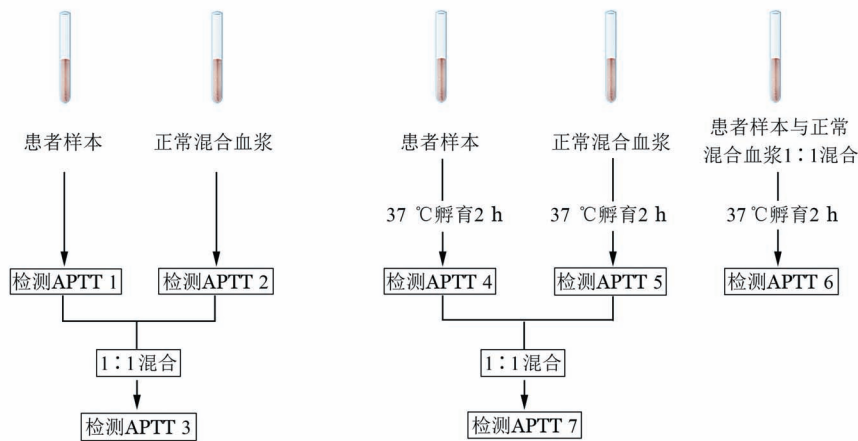 患者样本
正常混合血浆
患者样本
正常混合血浆
患者样本与正常
混合血浆1∶1混合
37 ℃孵育2 h
37 ℃孵育2 h
37 ℃孵育2 h
检测APTT 1
检测APTT 2
检测APTT 4
检测APTT 5
检测APTT 6
1∶1混合
1∶1混合
检测APTT 3
检测APTT 7